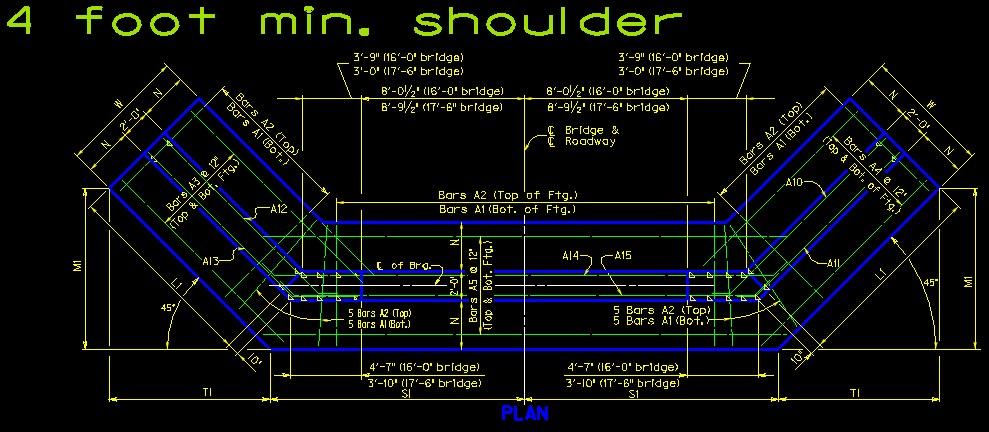 4 foot min. shoulder
3'-9" (16'-0" bridge)
3'-0" (17'-6" bridge)
3'-9" (16'-0" bridge)
3'-0" (17'-6" bridge)
8'-0½" (16'-0" bridge)
8'-9½" (17'-6" bridge)
8'-0½" (16'-0" bridge)
8'-9½" (17'-6" bridge)
℄ Bridge &
℄ Roadway
W
N
2'-0"
N
Bars A2 (Top)
Bars A1 (Bot.)
Bars A3 @ 12"
(Top & Bot. Ftg.)
A12
A13
Bars A2 (Top)
Bars A1 (Bot.)
W
N
2'-0"
N
Bars A4 @ 12"
(Top & Bot. of Ftg.)
A10
A11
Bars A2 (Top of Ftg.)
Bars A1 (Bot. of Ftg.)
M1
L1
45°
10"
℄ of Brg.
N
2'-0"
N
Bars A5 @ 12"
(Top & Bot. Ftg.)
A14
A15
5 Bars A2 (Top)
5 Bars A1 (Bot.)
5 Bars A2 (Top)
5 Bars A1 (Bot.)
L1
45°
M1
10"
4'-7" (16'-0" bridge)
3'-10" (17'-6" bridge)
4'-7" (16'-0" bridge)
3'-10" (17'-6" bridge)
T1
S1
S1
T1
PLAN